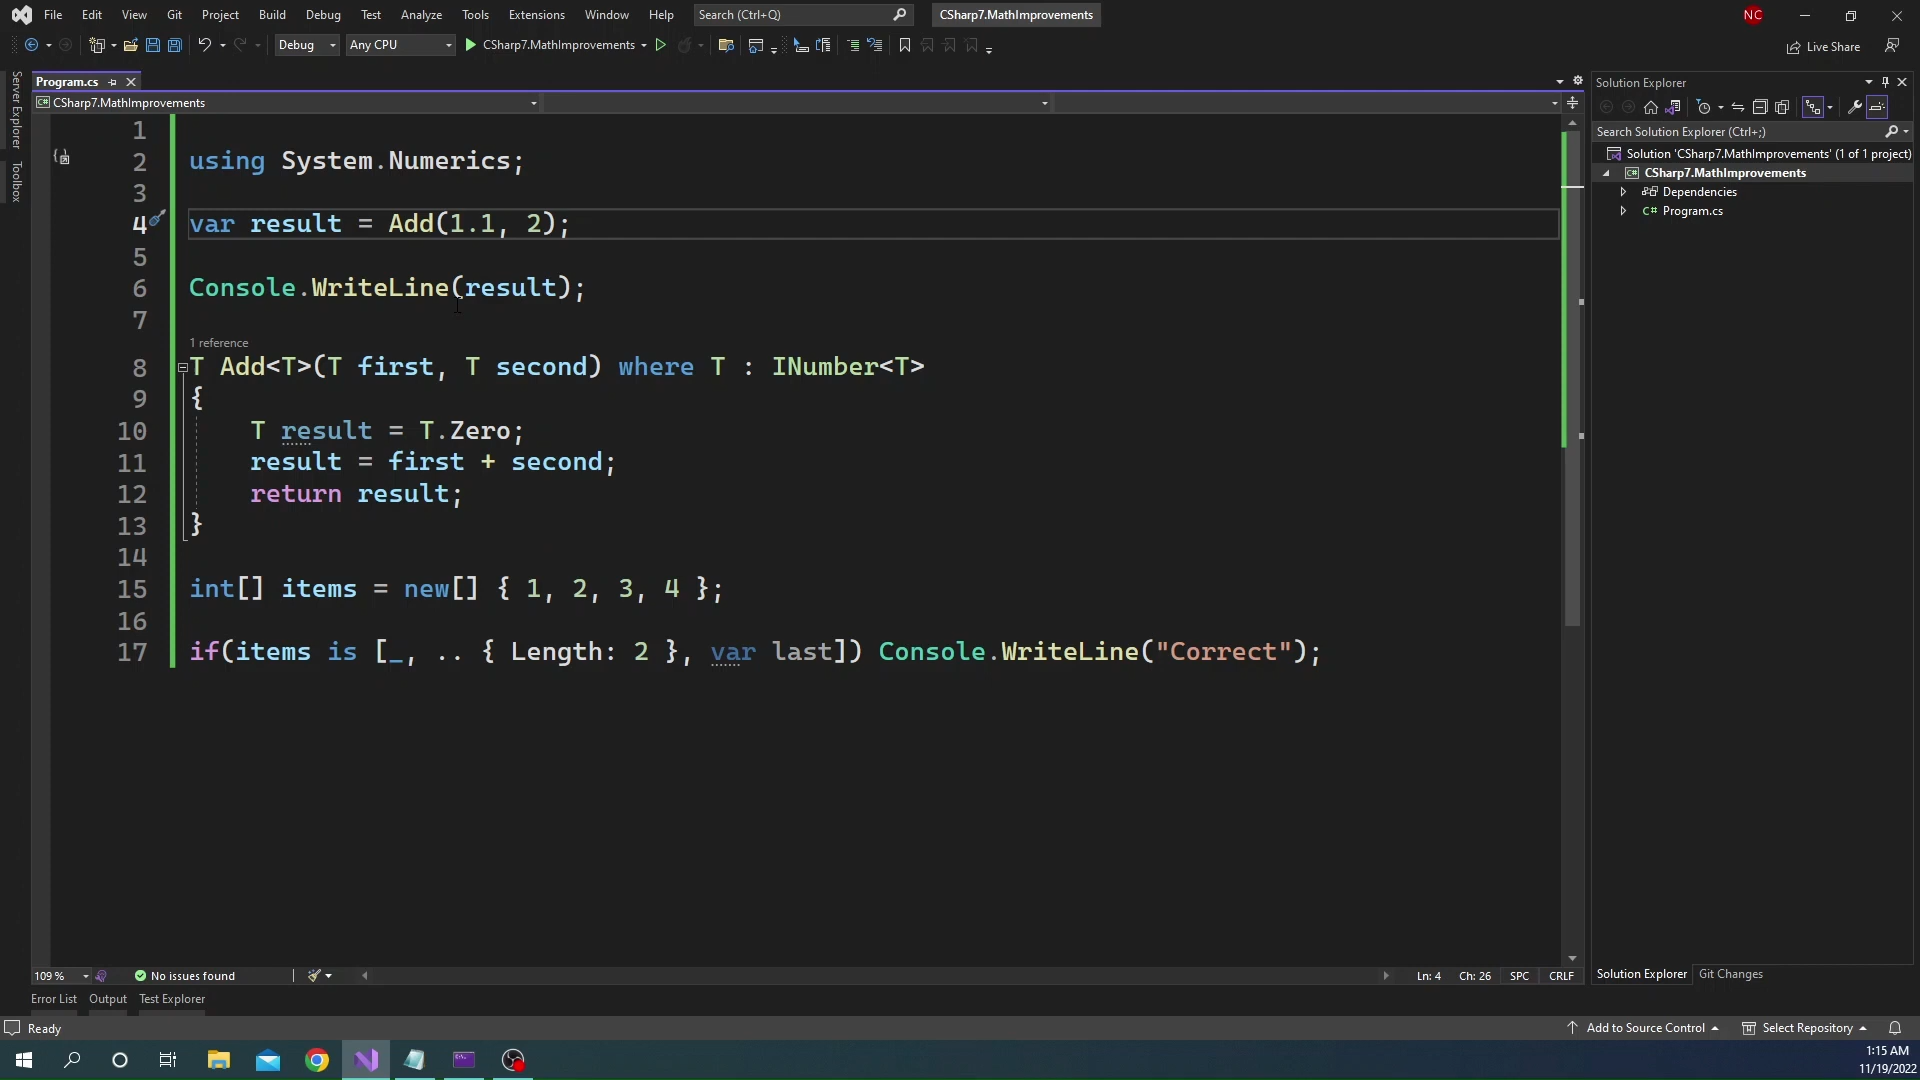 File Edit View Git Project Build Debug Test Analyze Tools Extensions Window Help Search (Ctrl+Q) CSharp7.MathImprovements NC
Debug Any CPU CSharp7.MathImprovements Live Share
Server Explorer
Toolbox
Program.cs
C# CSharp7.MathImprovements
1
2 using System.Numerics;
3
4 var result = Add(1.1, 2);
5
6 Console.WriteLine(result);
7
1 reference
8 T Add<T>(T first, T second) where T : INumber<T>
9 {
10 T result = T.Zero;
11 result = first + second;
12 return result;
13 }
14
15 int[] items = new[] { 1, 2, 3, 4 };
16
17 if(items is [_, .. { Length: 2 }, var last]) Console.WriteLine("Correct");
109 % No issues found Ln: 4 Ch: 26 SPC CRLF
Solution Explorer
Search Solution Explorer (Ctrl+;)
Solution 'CSharp7.MathImprovements' (1 of 1 project)
C# CSharp7.MathImprovements
Dependencies
C# Program.cs
Solution Explorer Git Changes
Error List Output Test Explorer
Ready Add to Source Control Select Repository
1:15 AM
11/19/2022